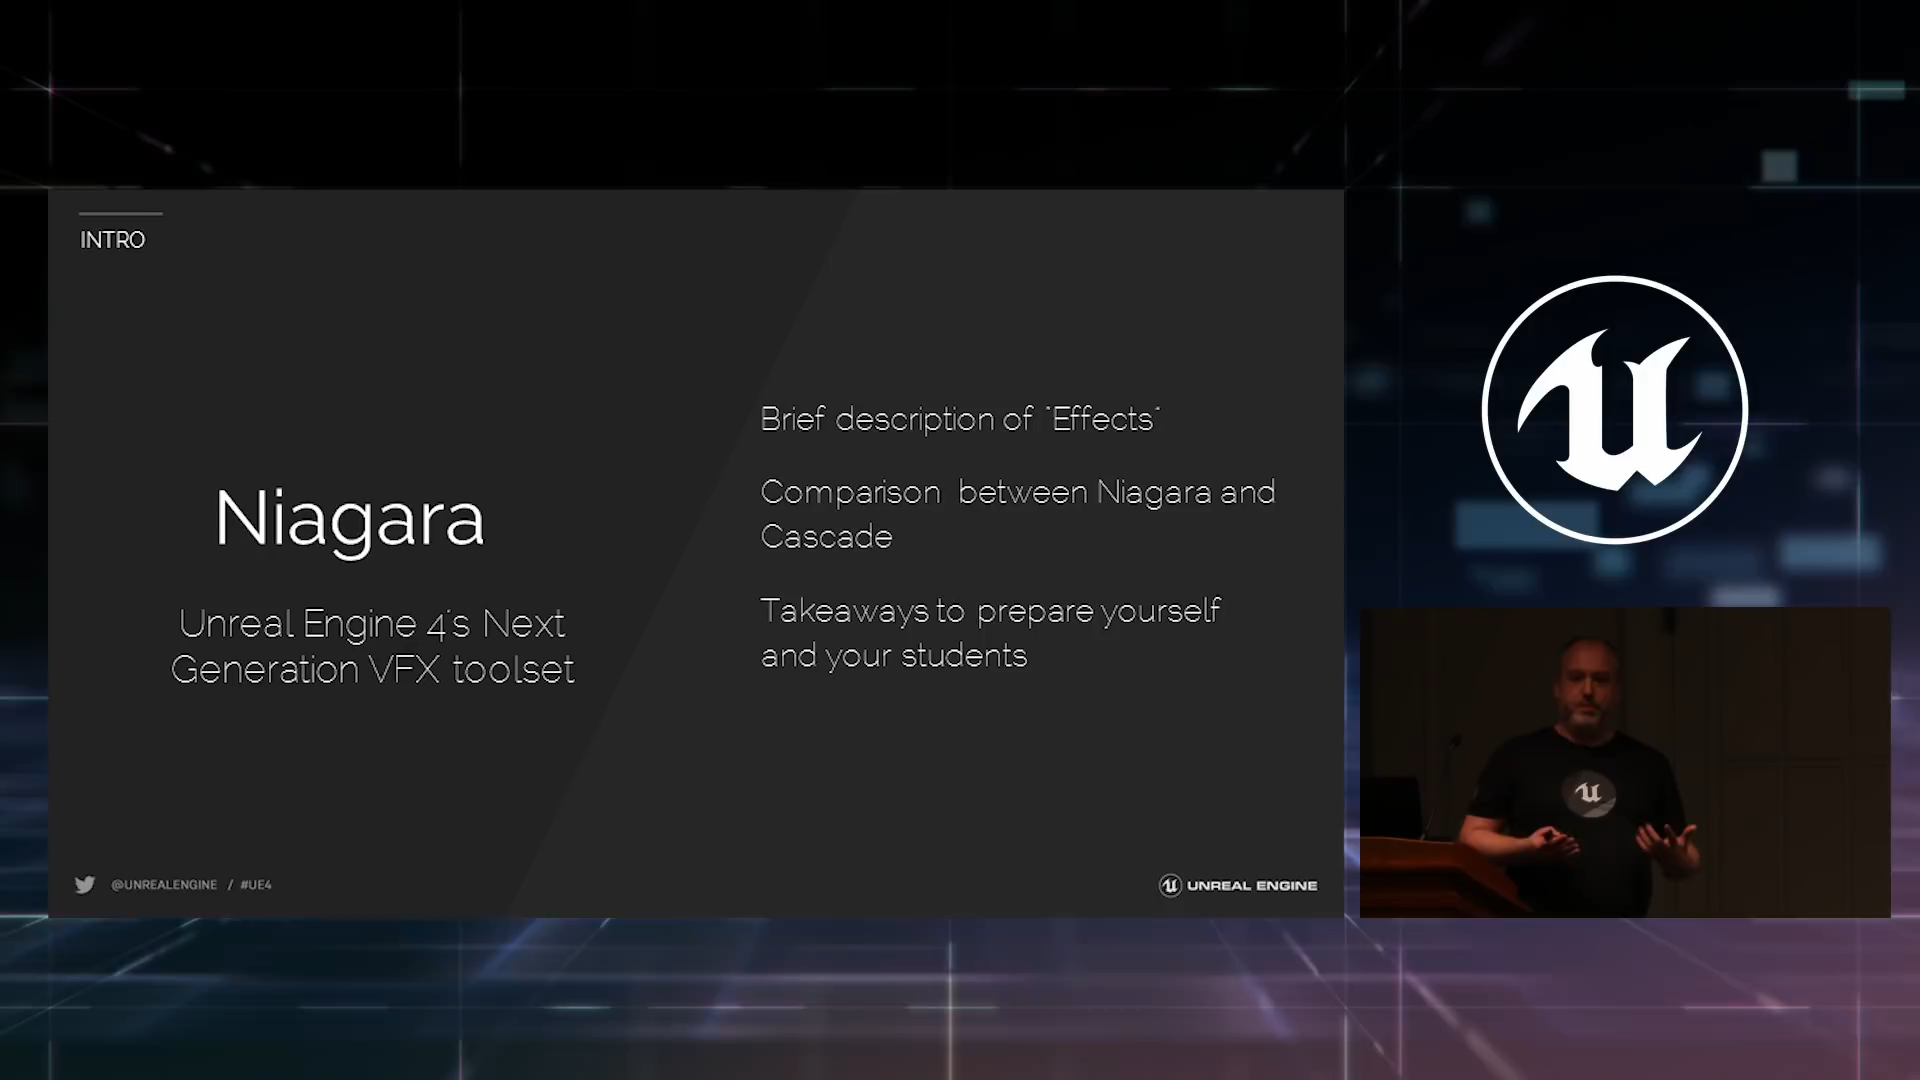 INTRO
Niagara
Unreal Engine 4's Next
Generation VFX toolset
Brief description of "Effects"
Comparison between Niagara and
Cascade
Takeaways to prepare yourself
and your students
@UNREALENGINE / #UE4
UNREAL ENGINE